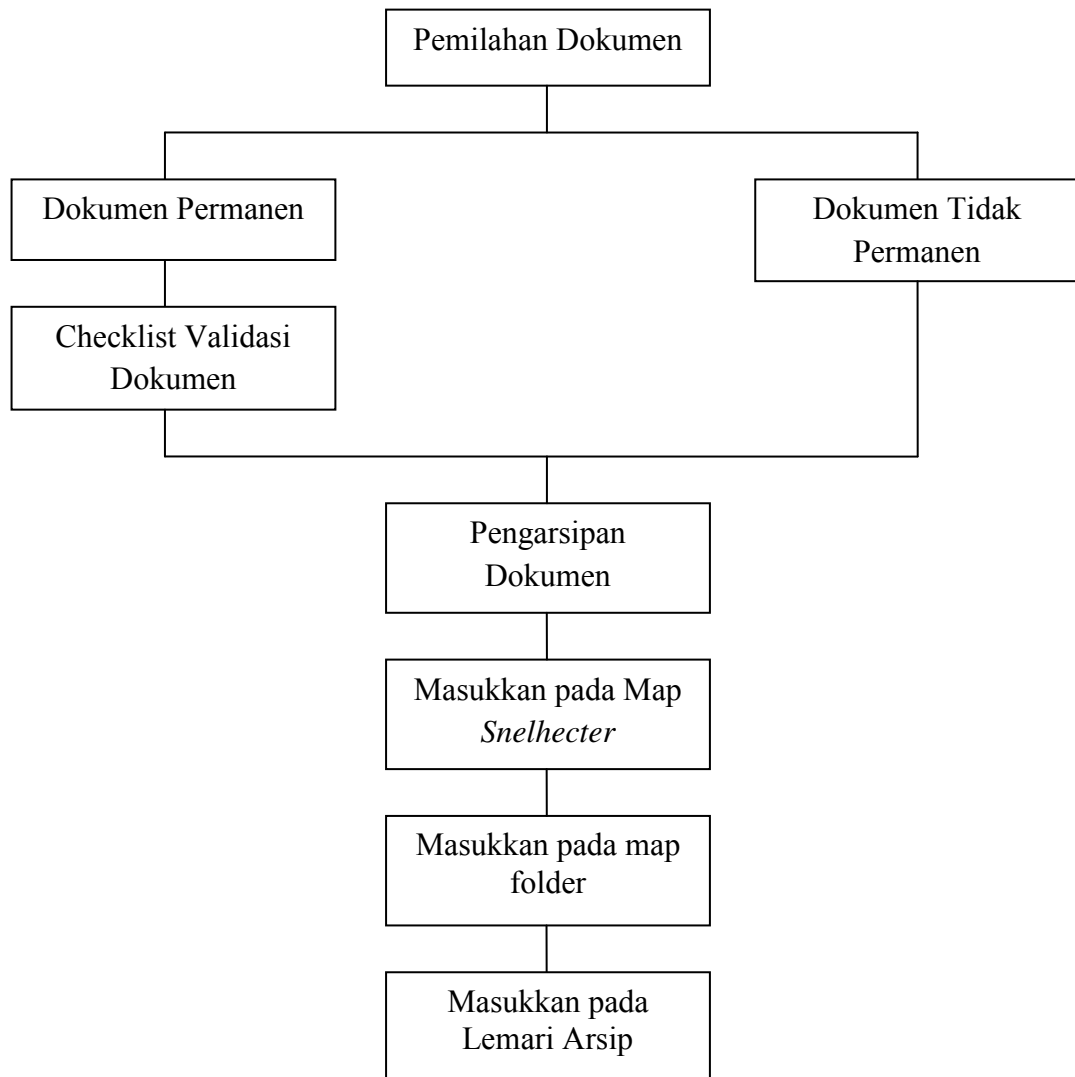 Pemilahan Dokumen
Dokumen Permanen
Dokumen Tidak
Permanen
Checklist Validasi
Dokumen
Pengarsipan
Dokumen
Masukkan pada Map
Snelhecter
Masukkan pada map
folder
Masukkan pada
Lemari Arsip